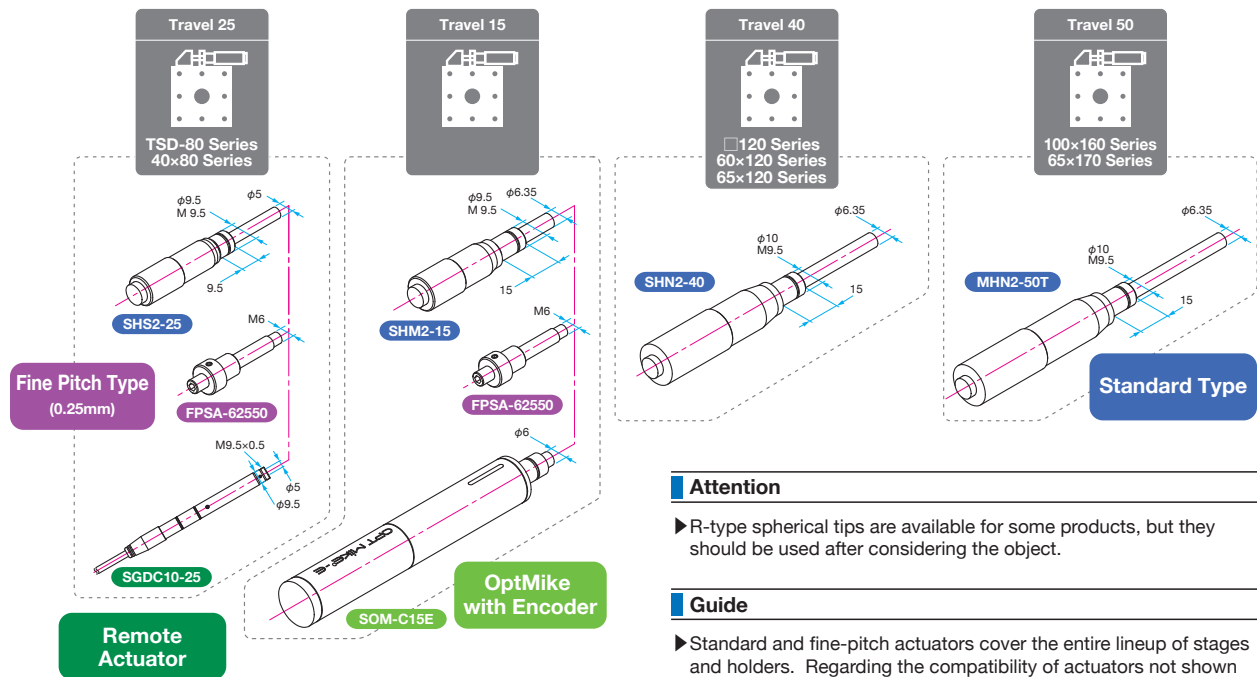 Travel 25
TSD-80 Series
40×80 Series
Travel 15
Travel 40
□120 Series
60×120 Series
65×120 Series
Travel 50
100×160 Series
65×170 Series
φ9.5
M 9.5
φ5
9.5
SHS2-25
M6
FPSA-62550
Fine Pitch Type
(0.25mm)
M9.5×0.5
φ5
φ9.5
SGDC10-25
Remote
Actuator
φ9.5
M 9.5
φ6.35
15
SHM2-15
M6
FPSA-62550
φ6
OPT Mike-E
SOM-C15E
OptMike
with Encoder
φ6.35
φ10
M9.5
15
SHN2-40
φ6.35
φ10
M9.5
15
MHN2-50T
Standard Type
Attention
▶R-type spherical tips are available for some products, but they
should be used after considering the object.
Guide
▶Standard and fine-pitch actuators cover the entire lineup of stages
and holders. Regarding the compatibility of actuators not shown